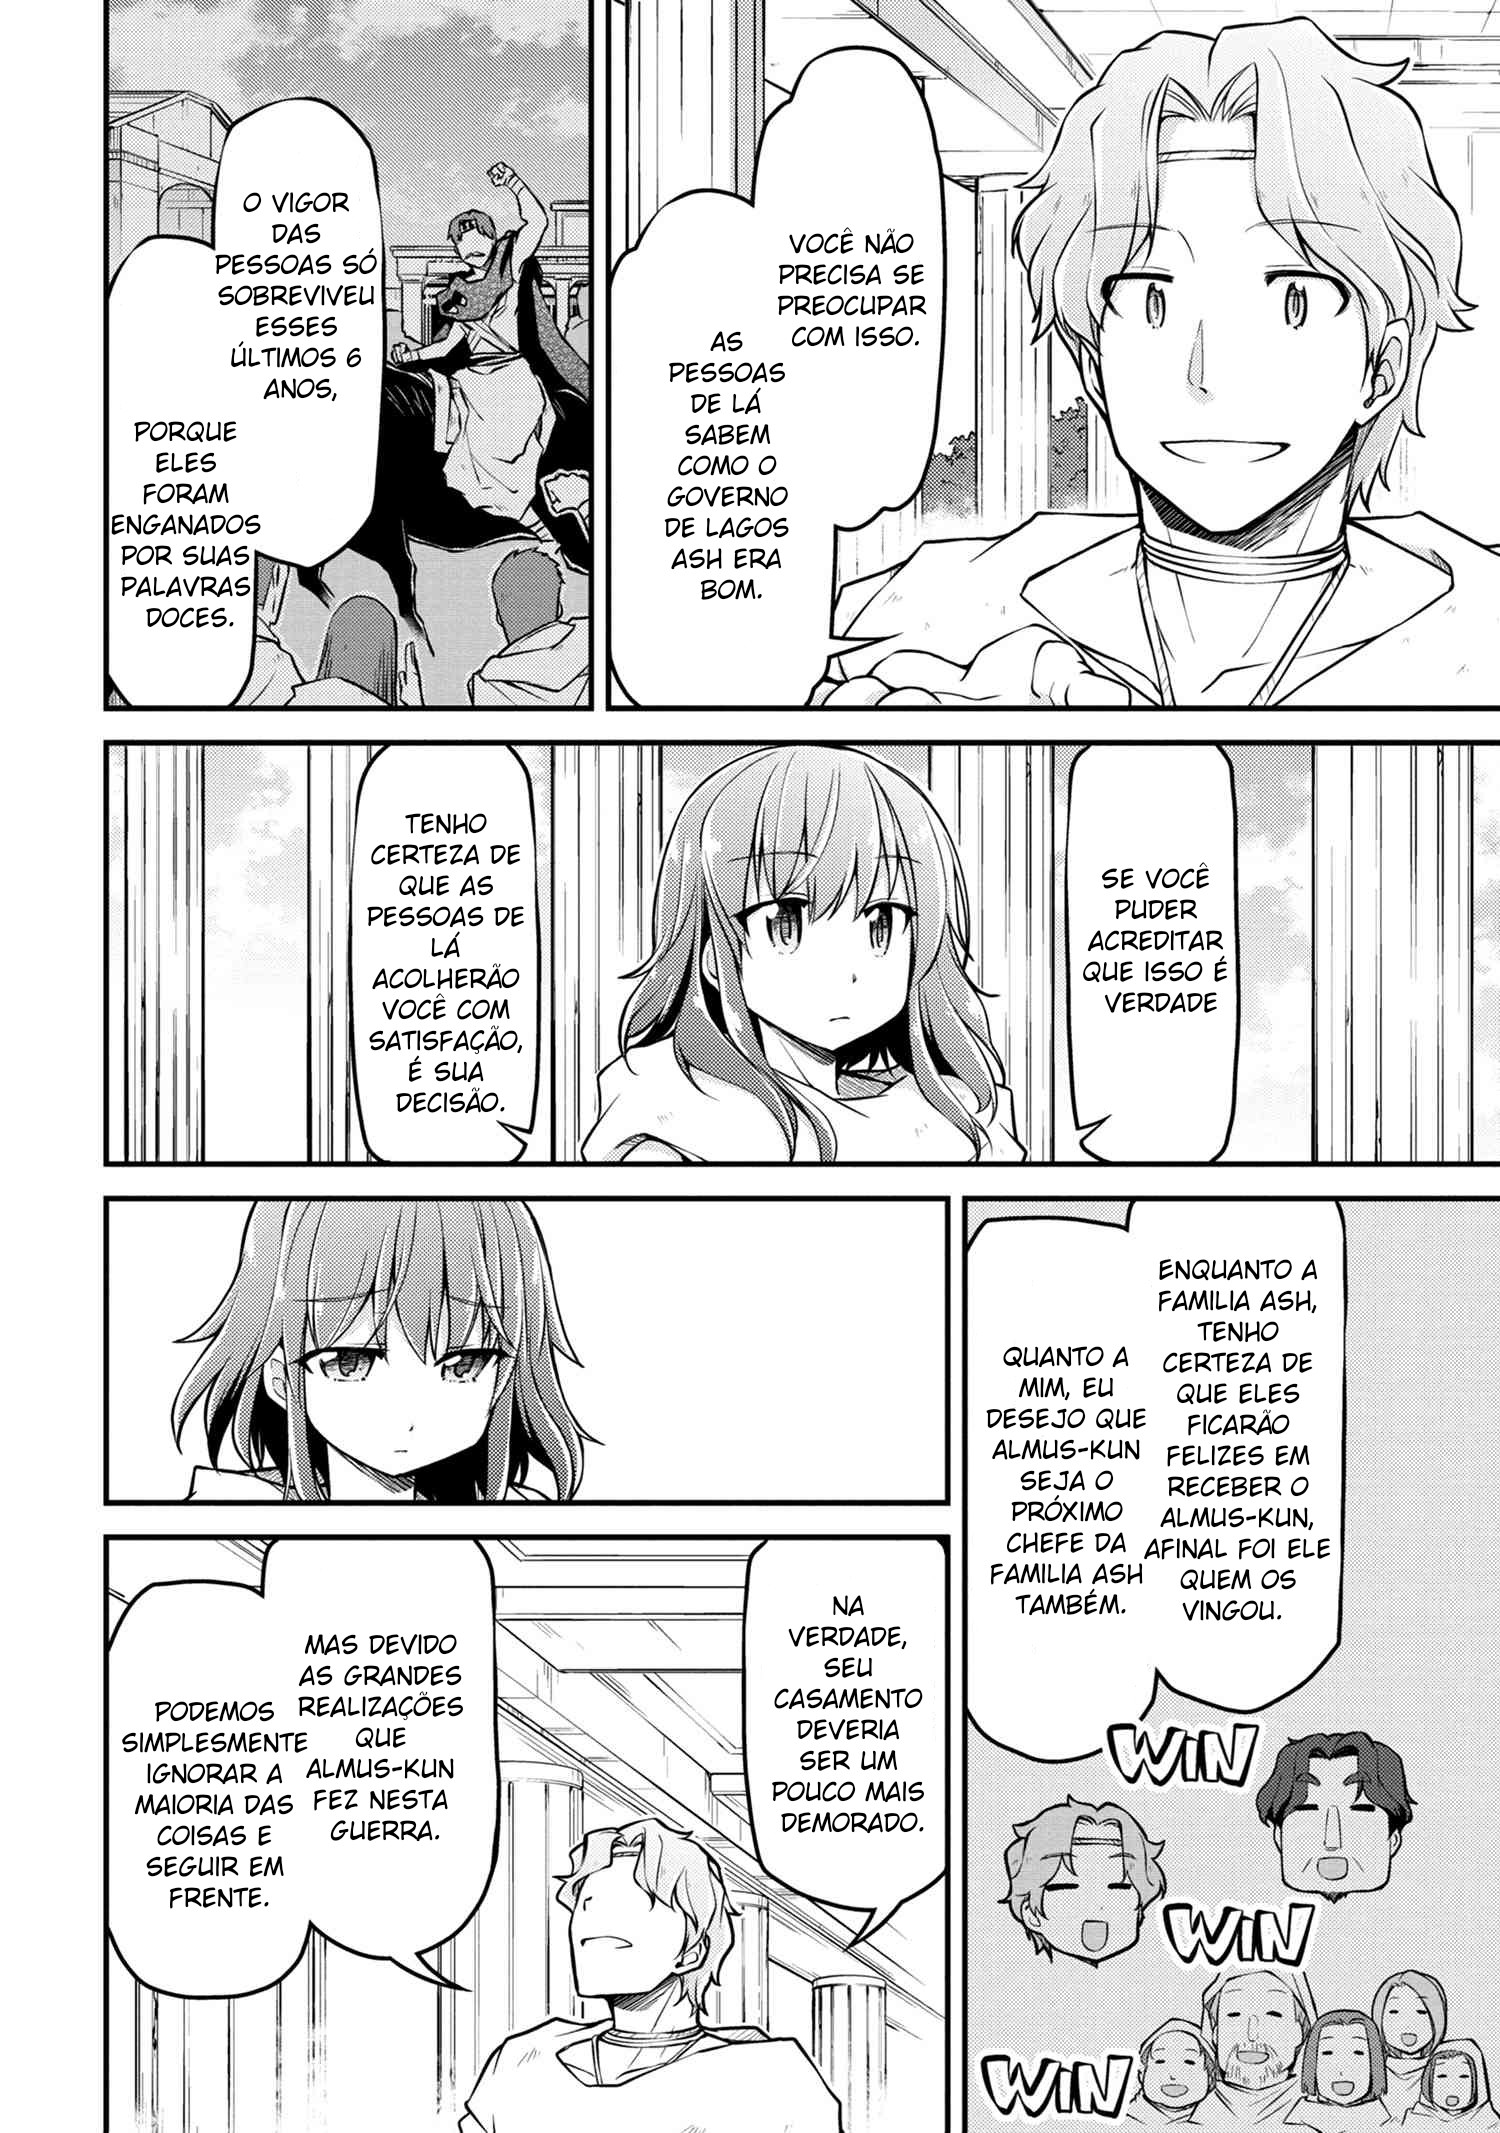 VOCÊ NÃO
PRECISA SE
PREOCUPAR
COM ISSO.
AS
PESSOAS
DE LÁ
SABEM
COMO O
GOVERNO
DE LAGOS
ASH ERA
BOM.
O VIGOR
DAS
PESSOAS SÓ
SOBREVIVEU
ESSES
ÚLTIMOS 6
ANOS,
PORQUE
ELES
FORAM
ENGANADOS
POR SUAS
PALAVRAS
DOCES.
SE VOCÊ
PUDER
ACREDITAR
QUE ISSO É
VERDADE
TENHO
CERTEZA DE
QUE AS
PESSOAS DE
LÁ
ACOLHERÃO
VOCÊ COM
SATISFAÇÃO,
É SUA
DECISÃO.
ENQUANTO A
FAMILIA ASH,
TENHO
CERTEZA DE
QUE ELES
FICARÃO
FELIZES EM
RECEBER O
ALMUS-KUN,
AFINAL FOI ELE
QUEM OS
VINGOU.
QUANTO A
MIM, EU
DESEJO QUE
ALMUS-KUN
SEJA O
PRÓXIMO
CHEFE DA
FAMILIA ASH
TAMBÉM.
WIN
WIN
WIN
NA
VERDADE,
SEU
CASAMENTO
DEVERIA
SER UM
POUCO MAIS
DEMORADO.
MAS DEVIDO
AS GRANDES
REALIZAÇÕES
QUE
ALMUS-KUN
FEZ NESTA
GUERRA.
PODEMOS
SIMPLESMENTE
IGNORAR A
MAIORIA DAS
COISAS E
SEGUIR EM
FRENTE.